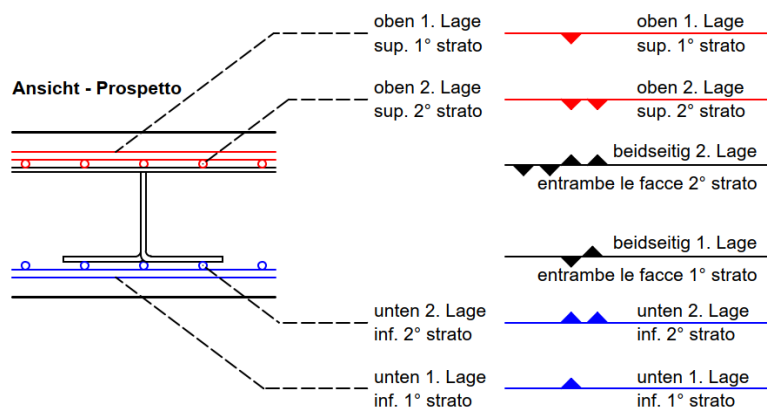 oben 1. Lage
sup. 1° strato
oben 1. Lage
sup. 1° strato
Ansicht - Prospetto
oben 2. Lage
sup. 2° strato
oben 2. Lage
sup. 2° strato
beidseitig 2. Lage
entrambe le facce 2° strato
beidseitig 1. Lage
entrambe le facce 1° strato
unten 2. Lage
inf. 2° strato
unten 2. Lage
inf. 2° strato
unten 1. Lage
inf. 1° strato
unten 1. Lage
inf. 1° strato